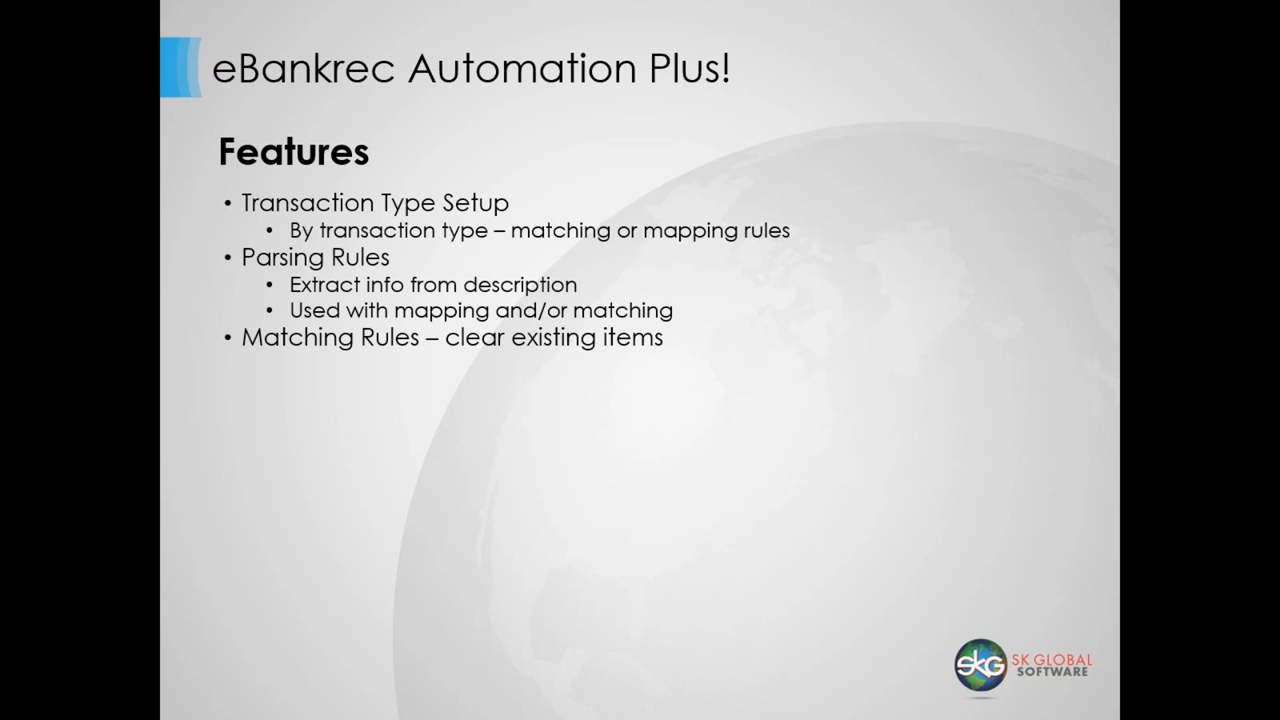 eBankrec Automation Plus!
Features
• Transaction Type Setup
• By transaction type – matching or mapping rules
• Parsing Rules
• Extract info from description
• Used with mapping and/or matching
• Matching Rules – clear existing items
skg
SK GLOBAL
SOFTWARE